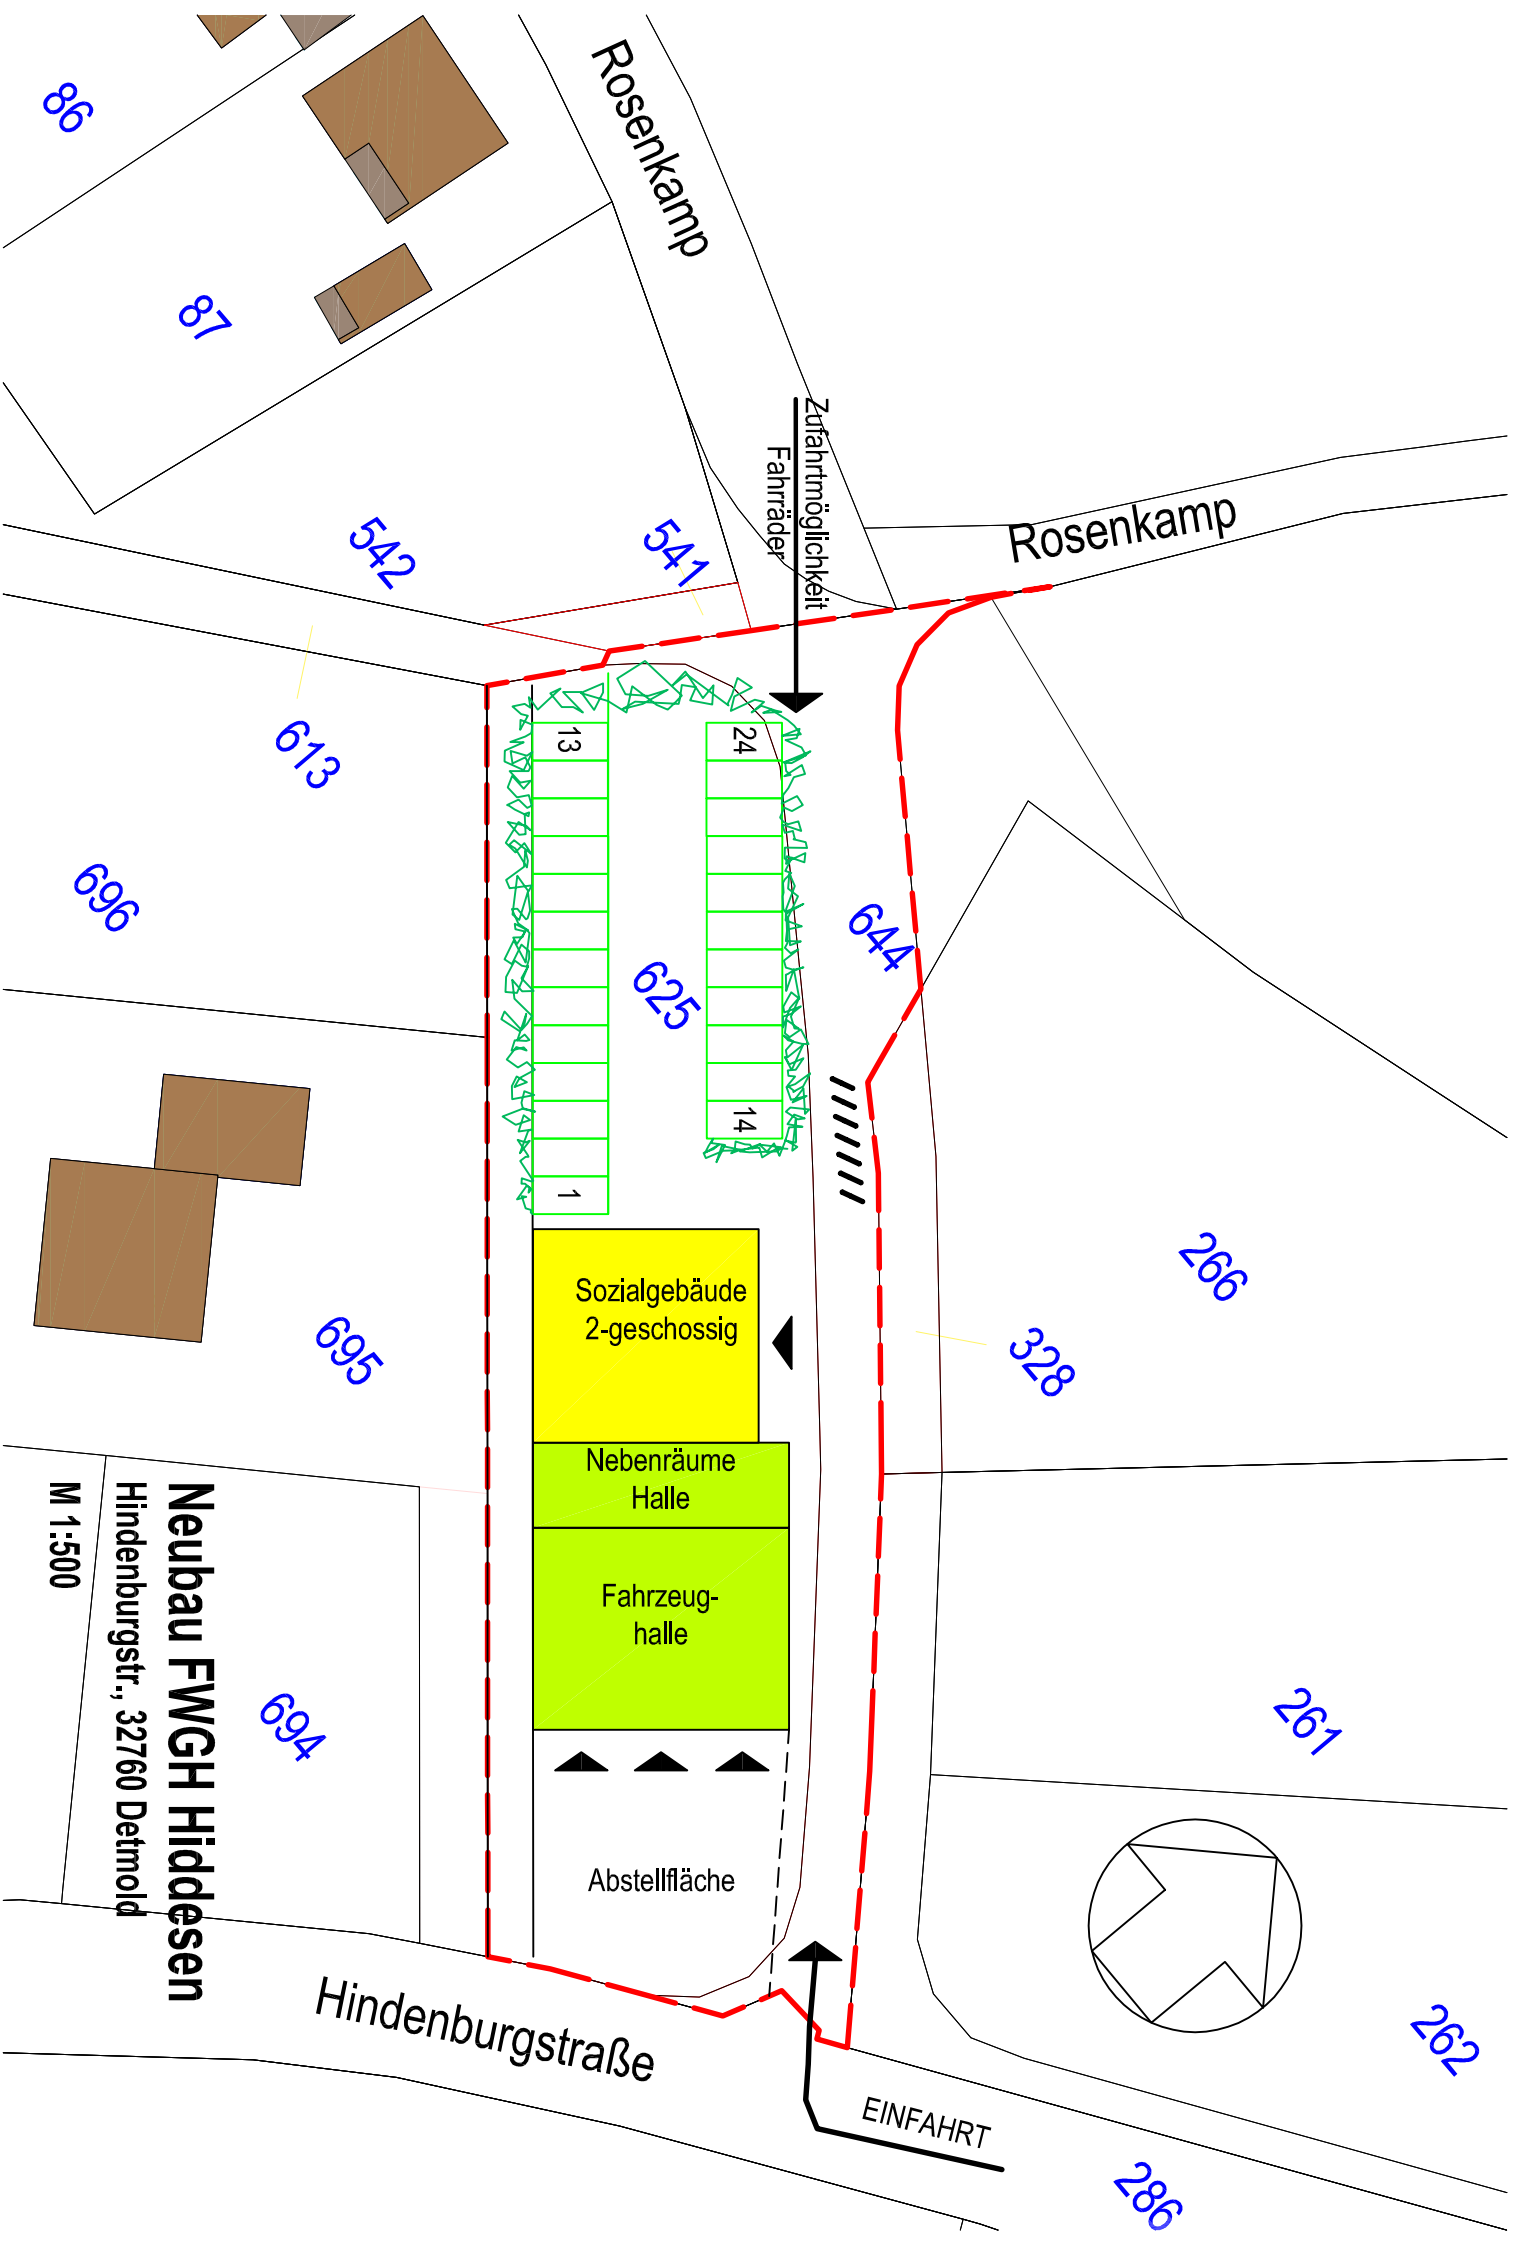 86
Rosenkamp
87
Zufahrtmöglichkeit
Fahrräder
Rosenkamp
542
541
613
13
24
696
644
625
14
1
266
Sozialgebäude
2-geschossig
328
695
Nebenräume
Halle
Fahrzeug-
halle
694
261
Neubau FWGH Hiddesen
Hindenburgstr., 32760 Detmold
M 1:500
Abstellfläche
Hindenburgstraße
262
EINFAHRT
286